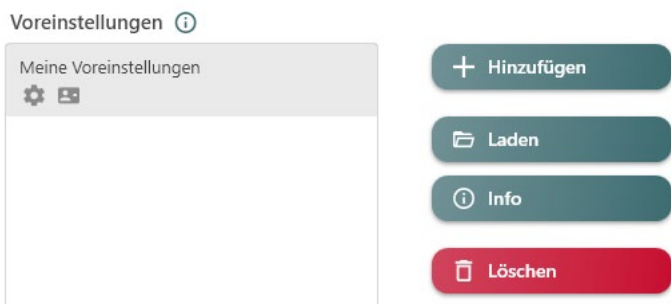 Voreinstellungen
Meine Voreinstellungen
Hinzufügen
Laden
Info
Löschen